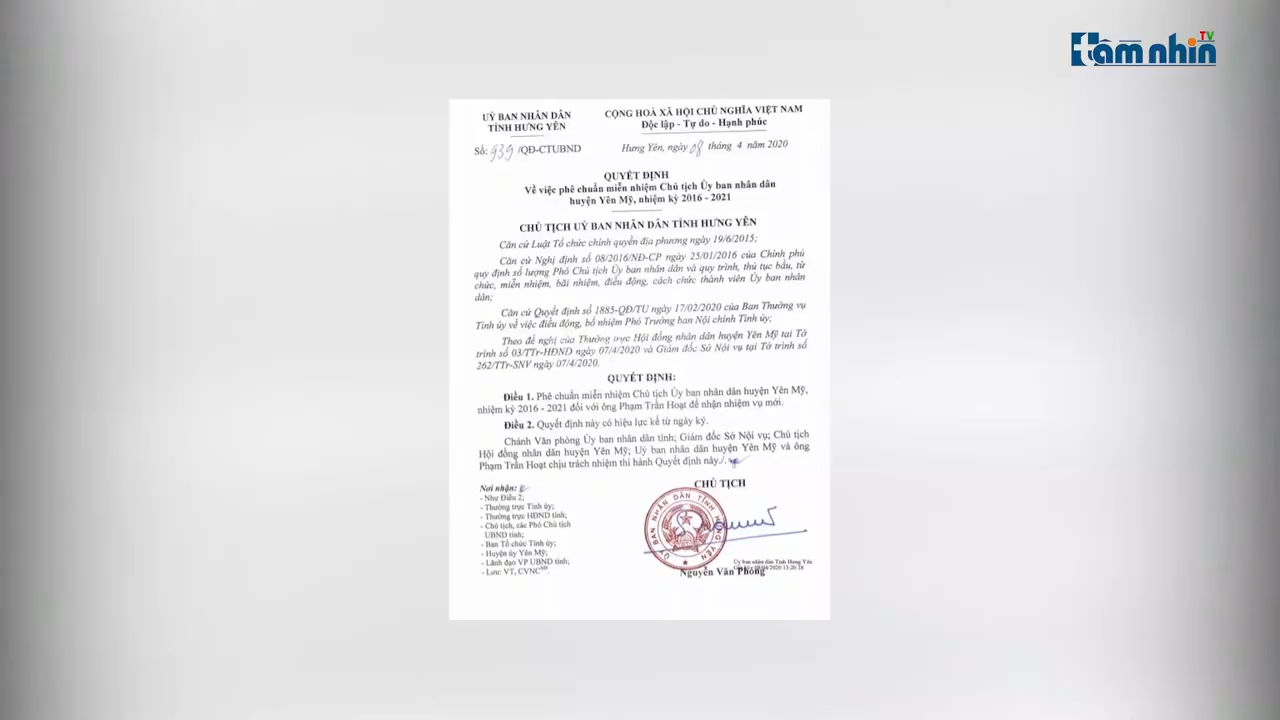 tâm nhìn TV
UỶ BAN NHÂN DÂN
TỈNH HƯNG YÊN
CỘNG HOÀ XÃ HỘI CHỦ NGHĨA VIỆT NAM
Độc lập - Tự do - Hạnh phúc
Số: 939 /QĐ-CTUBND
Hưng Yên, ngày 08 tháng 4 năm 2020
QUYẾT ĐỊNH
Về việc phê chuẩn miễn nhiệm Chủ tịch Ủy ban nhân dân
huyện Yên Mỹ, nhiệm kỳ 2016 - 2021
CHỦ TỊCH UỶ BAN NHÂN DÂN TỈNH HƯNG YÊN
Căn cứ Luật Tổ chức chính quyền địa phương ngày 19/6/2015;
Căn cứ Nghị định số 08/2016/NĐ-CP ngày 25/01/2016 của Chính phủ
quy định số lượng Phó Chủ tịch Ủy ban nhân dân và quy trình, thủ tục bầu, từ
chức, miễn nhiệm, bãi nhiệm, điều động, cách chức thành viên Ủy ban nhân
dân;
Căn cứ Quyết định số 1885-QĐ/TU ngày 17/02/2020 của Ban Thường vụ
Tỉnh ủy về việc điều động, bổ nhiệm Phó Trưởng ban Nội chính Tỉnh ủy;
Theo đề nghị của Thường trực Hội đồng nhân dân huyện Yên Mỹ tại Tờ
trình số 03/TTr-HĐND ngày 07/4/2020 và Giám đốc Sở Nội vụ tại Tờ trình số
262/TTr-SNV ngày 07/4/2020.
QUYẾT ĐỊNH:
Điều 1. Phê chuẩn miễn nhiệm Chủ tịch Ủy ban nhân dân huyện Yên Mỹ,
nhiệm kỳ 2016 - 2021 đối với ông Phạm Trần Hoạt để nhận nhiệm vụ mới.
Điều 2. Quyết định này có hiệu lực kể từ ngày ký.
Chánh Văn phòng Ủy ban nhân dân tỉnh; Giám đốc Sở Nội vụ; Chủ tịch
Hội đồng nhân dân huyện Yên Mỹ; Uỷ ban nhân dân huyện Yên Mỹ và ông
Phạm Trần Hoạt chịu trách nhiệm thi hành Quyết định này./.
Nơi nhận:
- Như Điều 2;
- Thường trực Tỉnh ủy;
- Thường trực HĐND tỉnh;
- Chủ tịch, các Phó Chủ tịch
UBND tỉnh;
- Ban Tổ chức Tỉnh ủy;
- Huyện ủy Yên Mỹ;
- Lãnh đạo VP UBND tỉnh;
- Lưu: VT, CVNC
CHỦ TỊCH
ỦY BAN NHÂN DÂN TỈNH HƯNG YÊN
Ủy ban nhân dân Tỉnh Hưng Yên
Nguyễn Văn Phóng